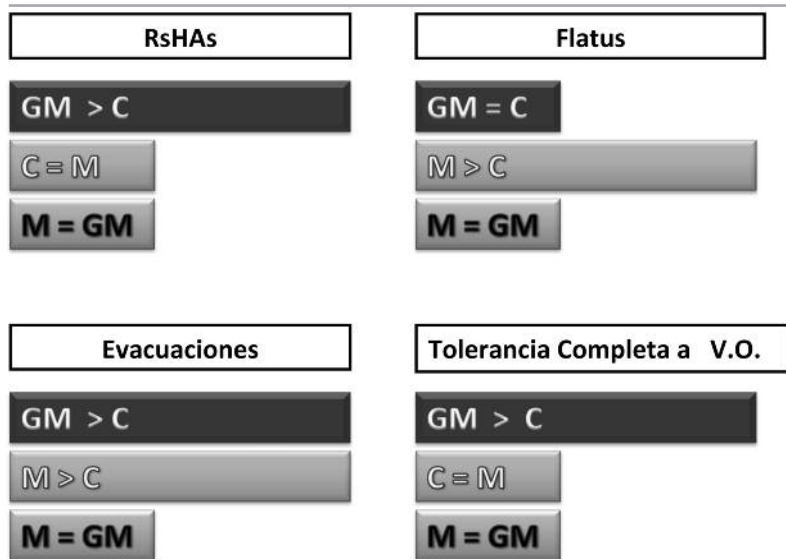 RsHAs
GM > C
C = M
M = GM
Flatus
GM = C
M > C
M = GM
Evacuaciones
GM > C
M > C
M = GM
Tolerancia Completa a V.O.
GM > C
C = M
M = GM